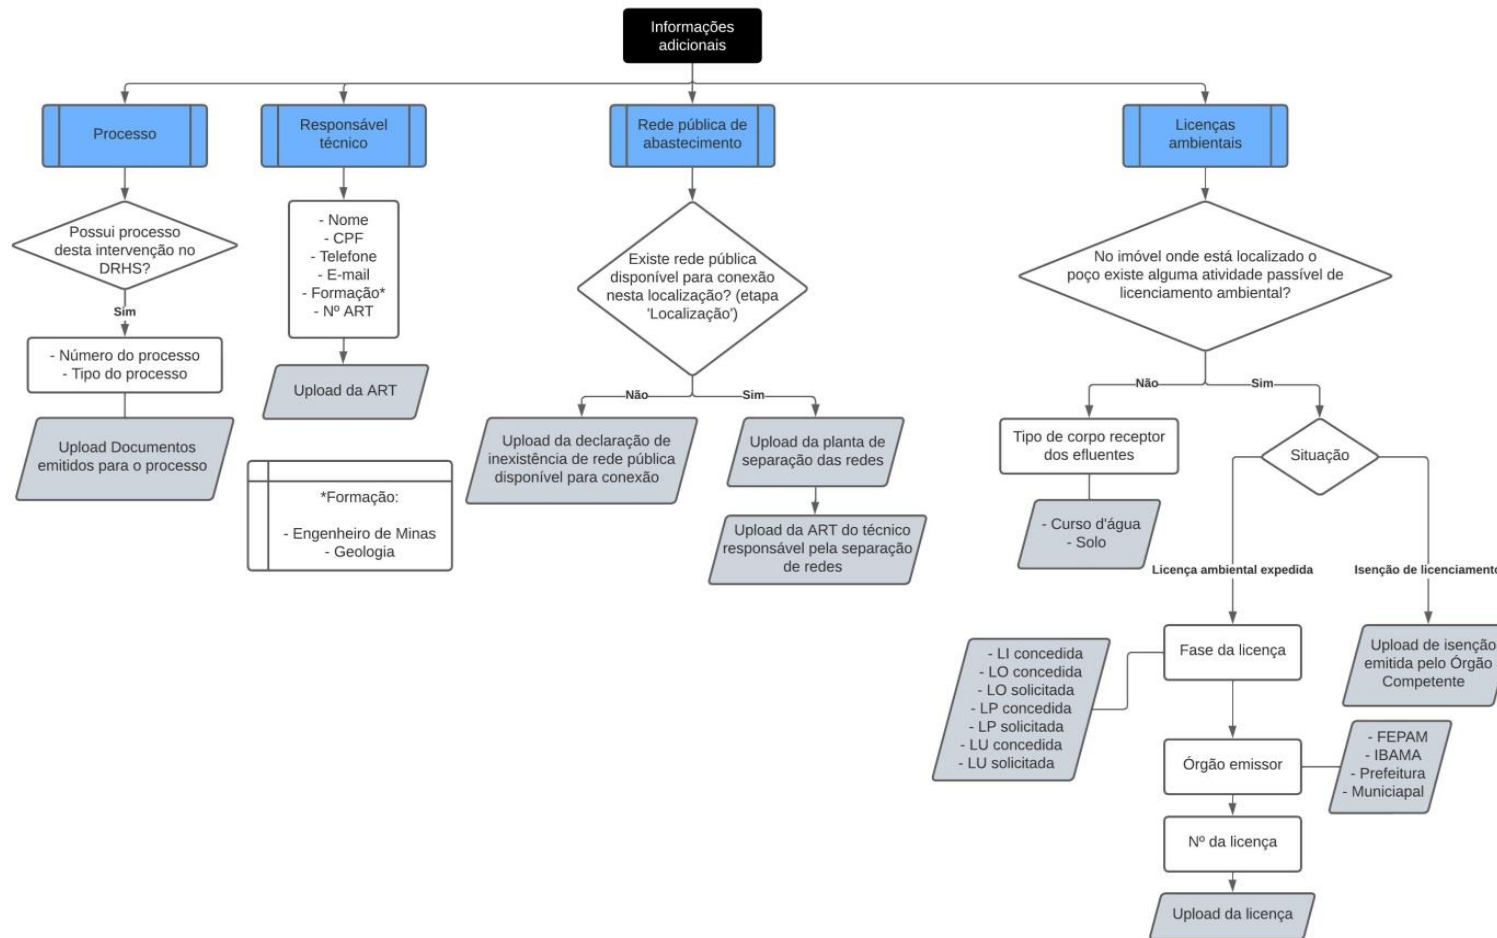 Informações
adicionais
Processo
Responsável
técnico
Rede pública de
abastecimento
Licenças
ambientais
Possui processo
desta intervenção no
DRHS?
Sim
- Número do processo
- Tipo do processo
Upload Documentos
emitidos para o processo
- Nome
- CPF
- Telefone
- E-mail
- Formação*
- Nº ART
Upload da ART
*Formação:
- Engenheiro de Minas
- Geologia
Existe rede pública
disponível para conexão
nesta localização? (etapa
'Localização')
Não
Sim
Upload da declaração de
inexistência de rede pública
disponível para conexão
Upload da planta de
separação das redes
Upload da ART do técnico
responsável pela separação
de redes
No imóvel onde está localizado o
poço existe alguma atividade passível de
licenciamento ambiental?
Não
Sim
Tipo de corpo receptor
dos efluentes
- Curso d'água
- Solo
Situação
Licença ambiental expedida
Isenção de licenciamento
Fase da licença
- LI concedida
- LO concedida
- LO solicitada
- LP concedida
- LP solicitada
- LU concedida
- LU solicitada
Upload de isenção
emitida pelo Órgão
Competente
Órgão emissor
- FEPAM
- IBAMA
- Prefeitura
- Municiapal
Nº da licença
Upload da licença